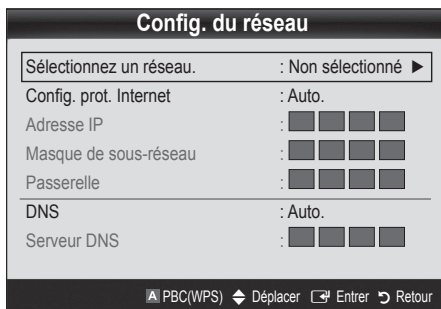 Config. du réseau
Sélectionnez un réseau. : Non sélectionné ►
Config. prot. Internet : Auto.
Adresse IP :
Masque de sous-réseau :
Passerelle :
DNS : Auto.
Serveur DNS :
A PBC(WPS) Déplacer Entrer Retour